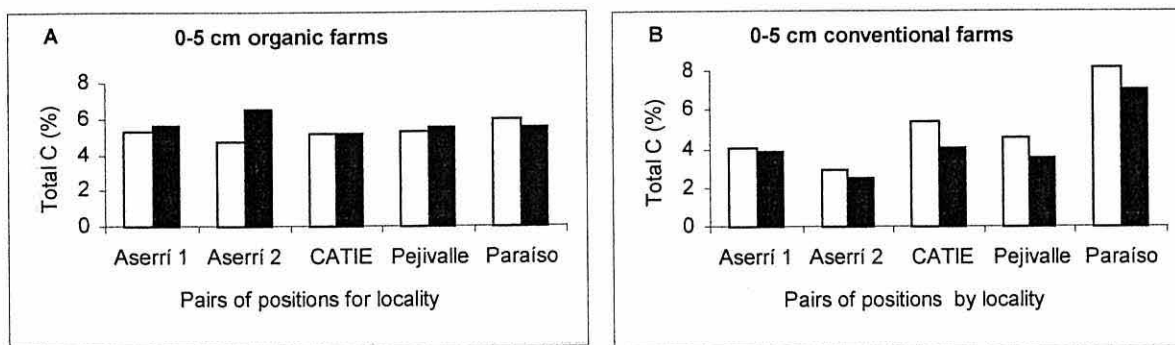 A 0-5 cm organic farms
Total C (%)
8
6
4
2
0
Aserrí 1 Aserrí 2 CATIE Pejivalle Paraíso
Pairs of positions for locality
B 0-5 cm conventional farms
Total C (%)
8
6
4
2
0
Aserrí 1 Aserrí 2 CATIE Pejivalle Paraíso
Pairs of positions by locality